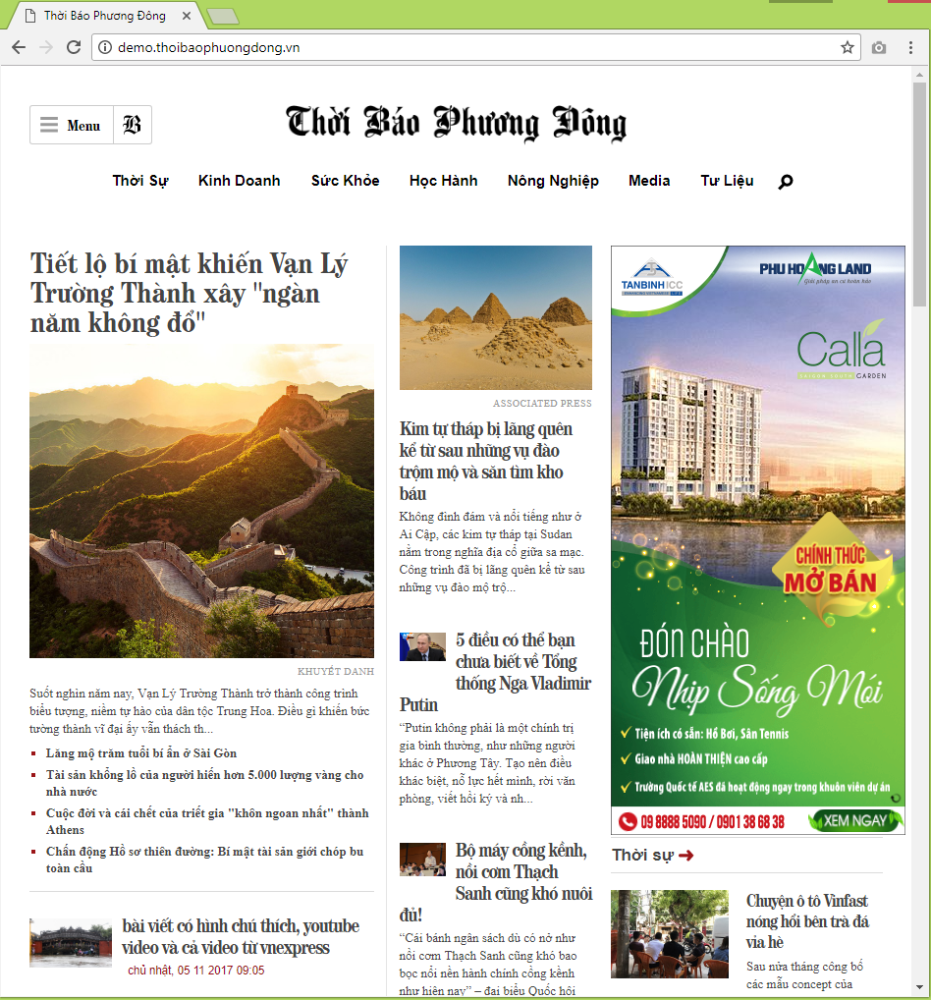 Thời Báo Phương Đông
demo.thoibaophuongdong.vn
Menu
B
Thời Báo Phương Đông
Thời Sự
Kinh Doanh
Sức Khỏe
Học Hành
Nông Nghiệp
Media
Tư Liệu
Tiết lộ bí mật khiến Vạn Lý
Trường Thành xây "ngàn
năm không đổ"
KHUYẾT DANH
Suốt nghìn năm nay, Vạn Lý Trường Thành trở thành công trình
biểu tượng, niềm tự hào của dân tộc Trung Hoa. Điều gì khiến bức
tường thành vĩ đại ấy vẫn thách th...
Lăng mộ trăm tuổi bí ẩn ở Sài Gòn
Tài sản khổng lồ của người hiến hơn 5.000 lượng vàng cho
nhà nước
Cuộc đời và cái chết của triết gia "khôn ngoan nhất" thành
Athens
Chấn động Hồ sơ thiên đường: Bí mật tài sản giới chóp bu
toàn cầu
bài viết có hình chú thích, youtube
video và cả video từ vnexpress
chủ nhật, 05 11 2017 09:05
ASSOCIATED PRESS
Kim tự tháp bị lãng quên
kể từ sau những vụ đào
trộm mộ và săn tìm kho
báu
Không đình đám và nổi tiếng như ở
Ai Cập, các kim tự tháp tại Sudan
nằm trong nghĩa địa cổ giữa sa mạc.
Công trình đã bị lãng quên kể từ sau
những vụ đào mộ trộ...
5 điều có thể bạn
chưa biết về Tổng
thống Nga Vladimir
Putin
“Putin không phải là một chính trị
gia bình thường, như những người
khác ở Phương Tây. Tạo nên điều
khác biệt, nỗ lực hết mình, rời văn
phòng, viết hồi ký và nh...
Bộ máy cồng kềnh,
nồi cơm Thạch
Sanh cũng khó nuôi
đủ!
“Cái bánh ngân sách dù có nở như
nồi cơm Thạch Sanh cũng khó bao
bọc nổi nền hành chính cồng kềnh
như hiện nay” – đại biểu Quốc hội
TANBINH ICC
PHU HOANG LAND
Giải pháp an cư hoàn hảo
Calla
SAIGON SOUTH GARDEN
CHÍNH THỨC
MỞ BÁN
ĐÓN CHÀO
Nhịp Sống Mới
Tiện ích có sẵn: Hồ Bơi, Sân Tennis
Giao nhà HOÀN THIỆN cao cấp
Trường Quốc tế AES đã hoạt động ngay trong khuôn viên dự án
09 8888 5090 / 0901 38 68 38
XEM NGAY
Thời sự
Chuyện ô tô Vinfast
nóng hổi bên trà đá
vỉa hè
Sau nửa tháng công bố
các mẫu concept của